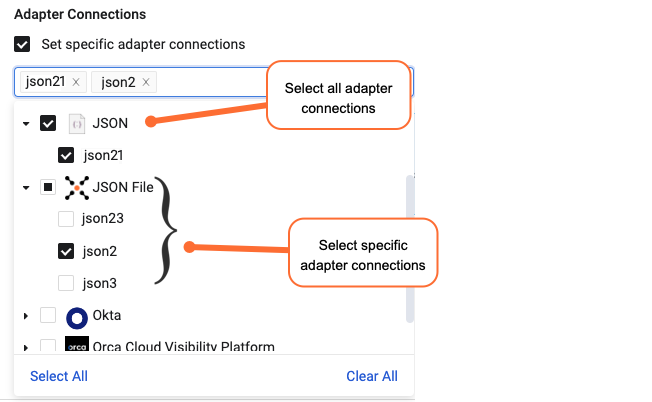 Adapter Connections
Set specific adapter connections
json21 × json2 ×
Select all adapter
connections
{ } JSON
json21
JSON File
json23
json2
json3
Select specific
adapter connections
Okta
orca Orca Cloud Visibility Platform
Select All Clear All